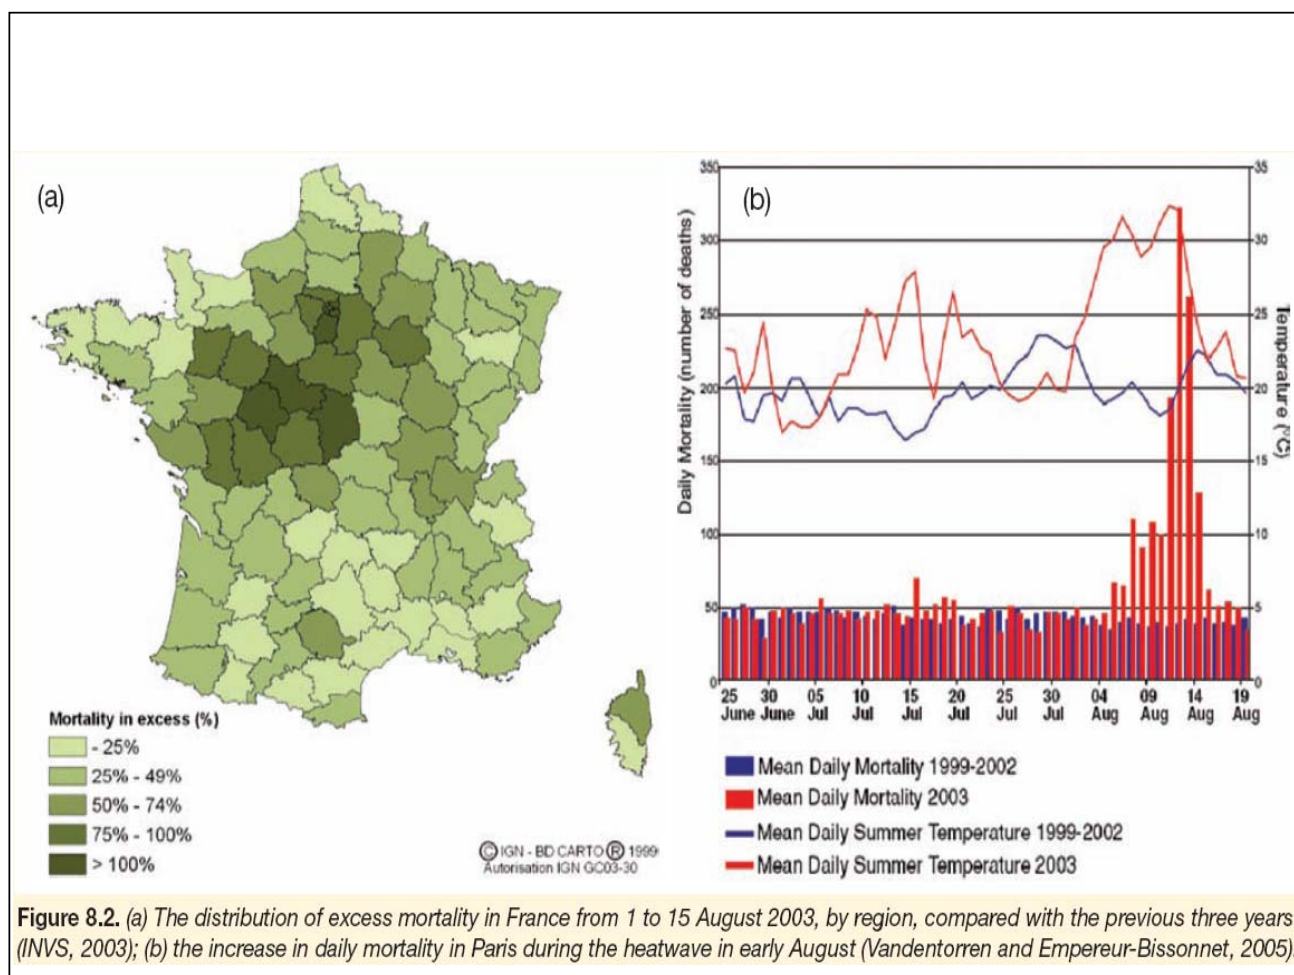 (a)
Mortality in excess (%)
- 25%
25% - 49%
50% - 74%
75% - 100%
> 100%
© IGN - BD CARTO ® 1999
Autorisation IGN GC03-30
(b)
Daily Mortality (number of deaths)
350
300
250
200
150
100
50
0
Temperature (°C)
35
30
25
20
15
10
5
0
25 30 05 10 15 20 25 30 04 09 14 19
June June Jul Jul Jul Jul Jul Jul Aug Aug Aug Aug
Mean Daily Mortality 1999-2002
Mean Daily Mortality 2003
Mean Daily Summer Temperature 1999-2002
Mean Daily Summer Temperature 2003
Figure 8.2. (a) The distribution of excess mortality in France from 1 to 15 August 2003, by region, compared with the previous three years
(INVS, 2003); (b) the increase in daily mortality in Paris during the heatwave in early August (Vandentorren and Empereur-Bissonnet, 2005)